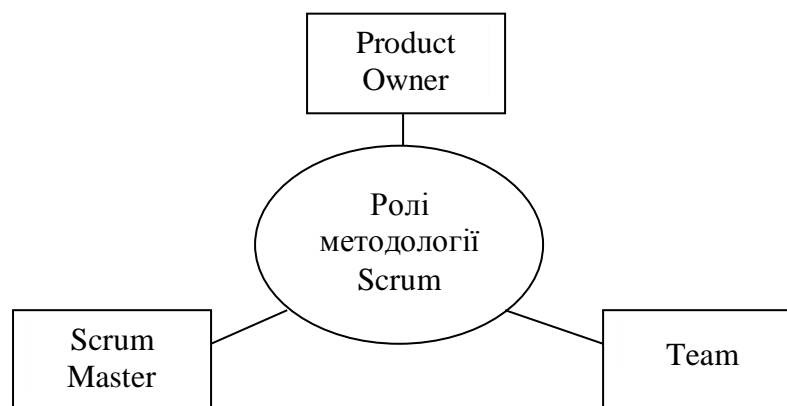 Product
Owner
Ролі
методології
Scrum
Scrum
Master
Team